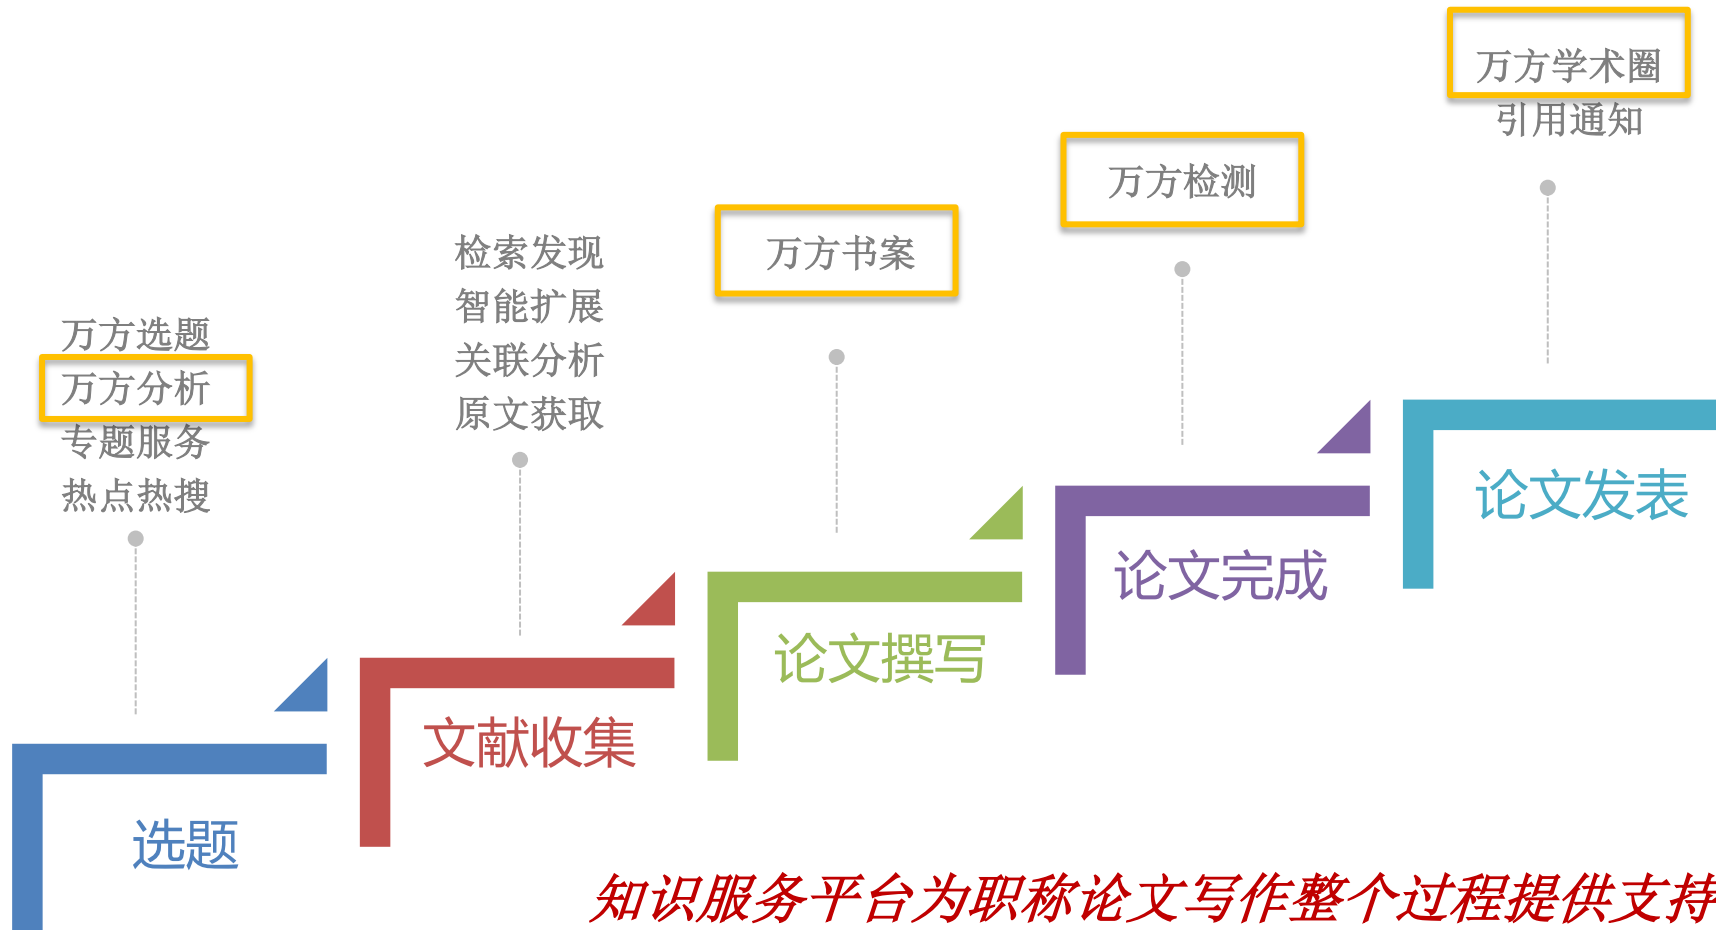 万方选题
万方分析
专题服务
热点热搜
选题
检索发现
智能扩展
关联分析
原文获取
文献收集
万方书案
论文撰写
万方检测
论文完成
万方学术圈
引用通知
论文发表
知识服务平台为职称论文写作整个过程提供支持